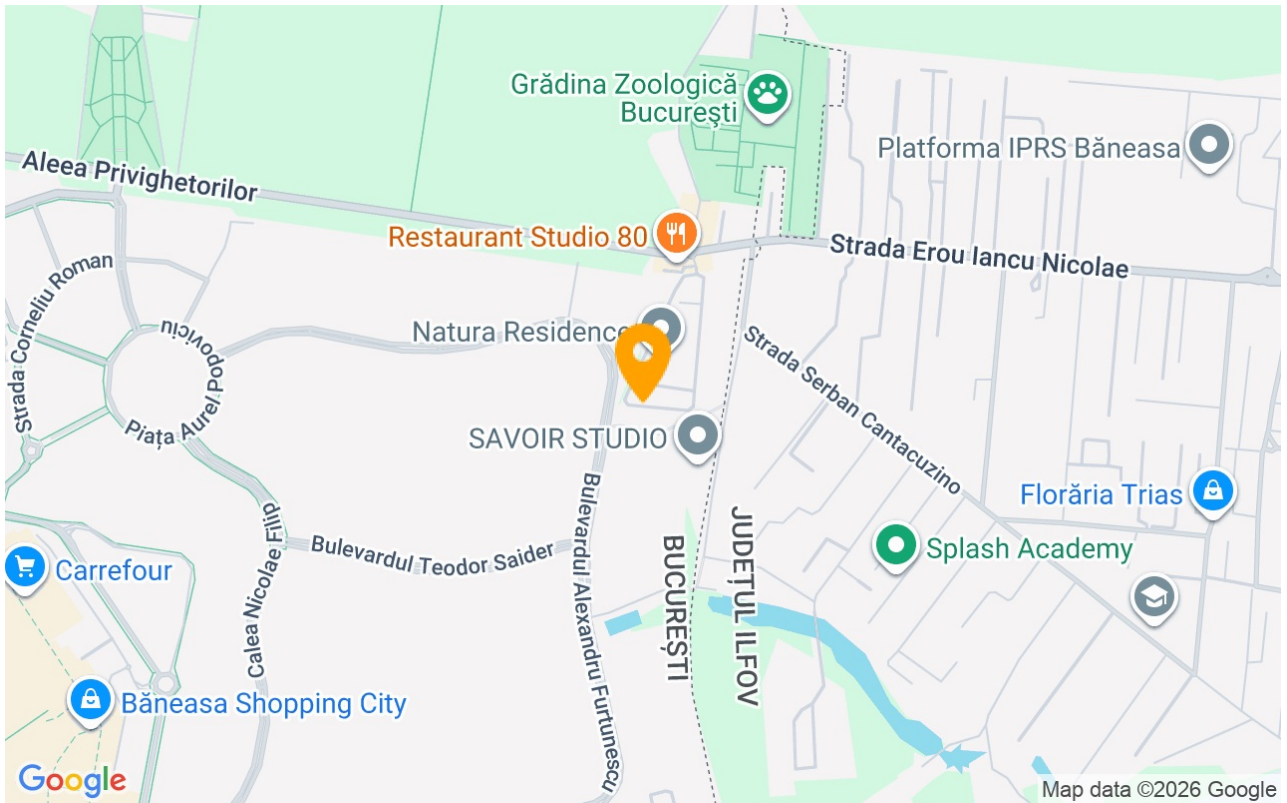 Grădina Zoologică
Bucureşti
Platforma IPRS Băneasa
Aleea Privighetorilor
Restaurant Studio 80
Strada Erou Iancu Nicolae
Strada Corneliu Roman
Natura Residence
Piața Aurel Popoviciu
Strada Serban Cantacuzino
SAVOIR STUDIO
Florăria Trias
Calea Nicolae Filip
Bulevardul Teodor Saider
Bulevardul Alexandru Furtunescu
BUCUREȘTI
JUDEȚUL ILFOV
Splash Academy
Carrefour
Băneasa Shopping City
Google
Map data ©2026 Google